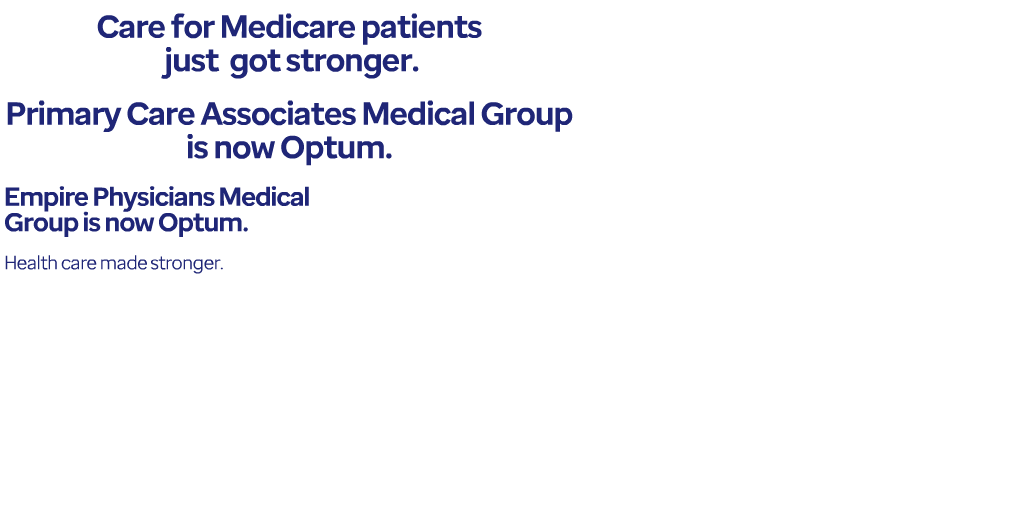 Care for Medicare patients
just got stronger.
Primary Care Associates Medical Group
is now Optum.
Empire Physicians Medical
Group is now Optum.
Health care made stronger.